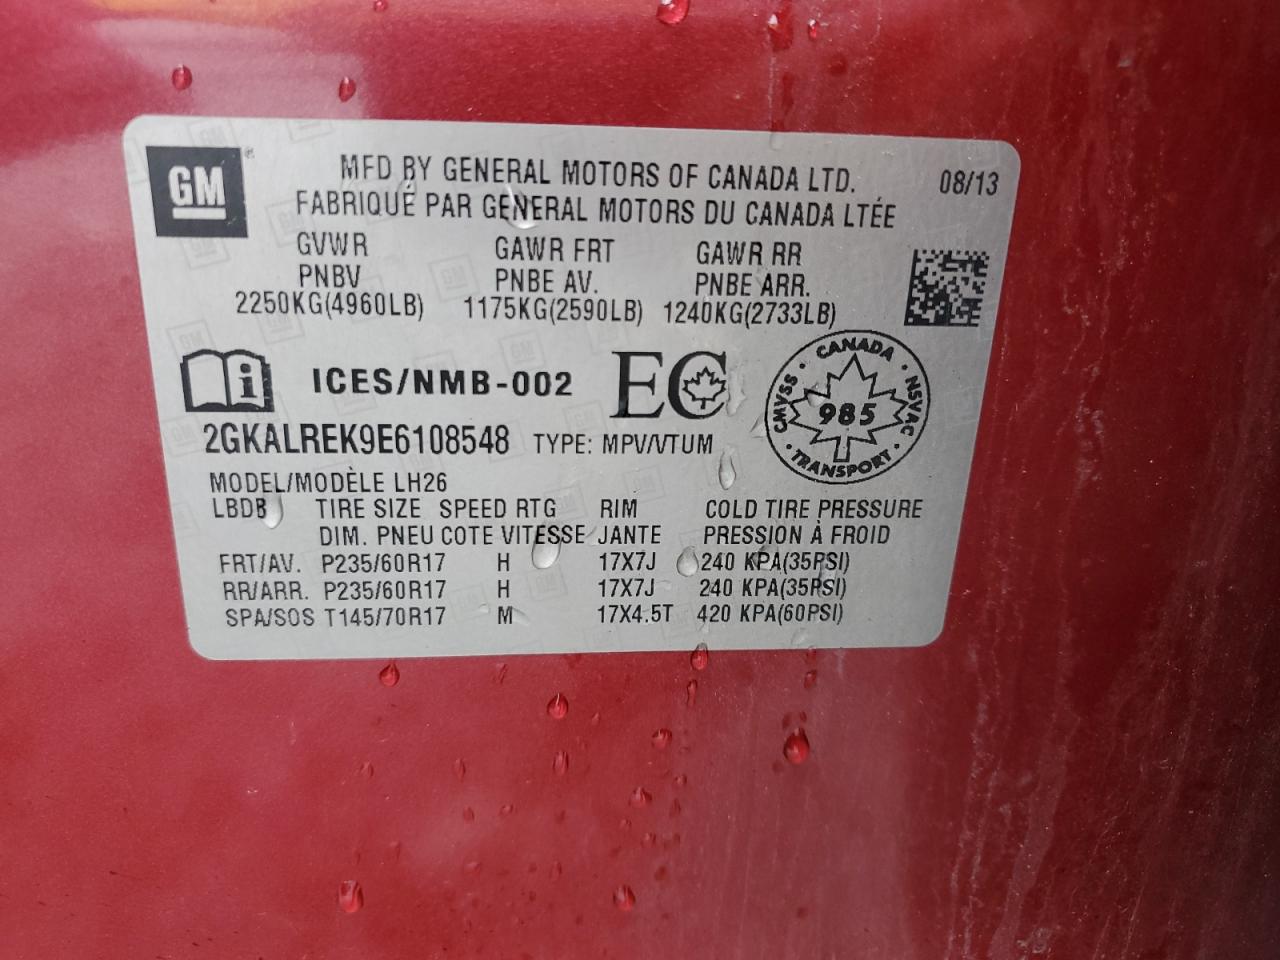 GM
MFD BY GENERAL MOTORS OF CANADA LTD. 08/13
FABRIQUÉ PAR GENERAL MOTORS DU CANADA LTÉE
GVWR GAWR FRT GAWR RR
PNBV PNBE AV. PNBE ARR.
2250KG(4960LB) 1175KG(2590LB) 1240KG(2733LB)
ICES/NMB-002 EC
CANADA
CMVSS 985 NSVAC
TRANSPORT
2GKALREK9E6108548 TYPE: MPV/VTUM
MODEL/MODÈLE LH26
LBDB TIRE SIZE SPEED RTG RIM COLD TIRE PRESSURE
DIM. PNEU COTE VITESSE JANTE PRESSION À FROID
FRT/AV. P235/60R17 H 17X7J 240 KPA(35PSI)
RR/ARR. P235/60R17 H 17X7J 240 KPA(35PSI)
SPA/SOS T145/70R17 M 17X4.5T 420 KPA(60PSI)